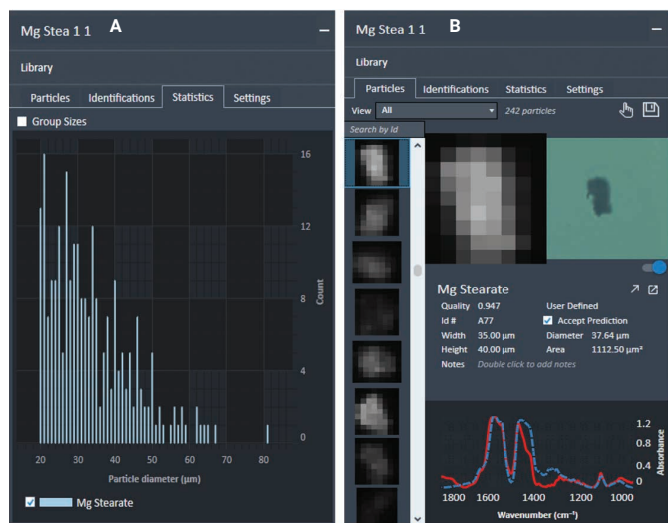 Mg Stea 1 1 A
Library
Particles Identifications Statistics Settings
Group Sizes
16
12
8
4
0
Count
20 30 40 50 60 70 80
Particle diameter (µm)
Mg Stearate
Mg Stea 1 1 B
Library
Particles Identifications Statistics Settings
View All 242 particles
Search by Id
Mg Stearate
Quality 0.947 User Defined
Id # A77 Accept Prediction
Width 35.00 µm Diameter 37.64 µm
Height 40.00 µm Area 1112.50 µm²
Notes Double click to add notes
1.2
0.8
0.4
0
Absorbance
1800 1600 1400 1200 1000
Wavenumber (cm⁻¹)